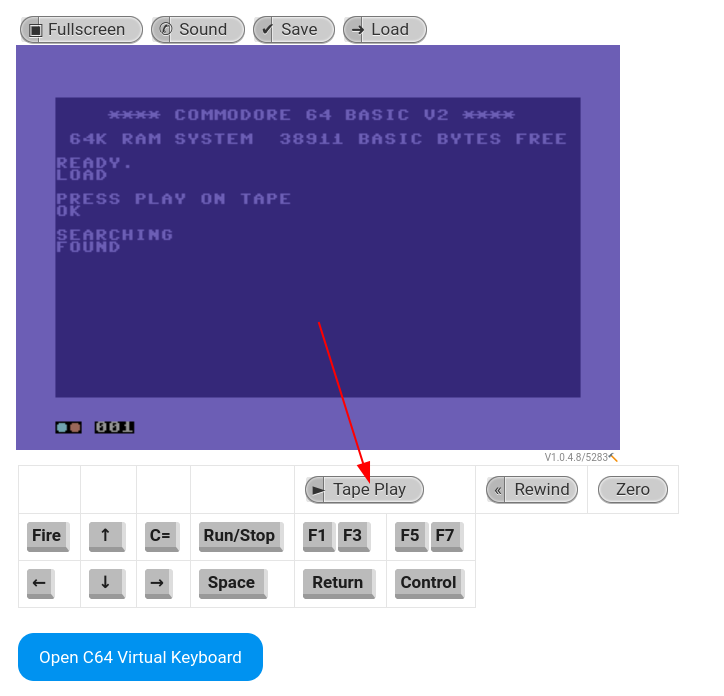 Fullscreen Sound Save Load
**** COMMODORE 64 BASIC V2 ****
64K RAM SYSTEM 38911 BASIC BYTES FREE
READY.
LOAD
PRESS PLAY ON TAPE
OK
SEARCHING
FOUND
001
V1.0.4.8/5283
Tape Play « Rewind Zero
Fire ↑ C= Run/Stop F1 F3 F5 F7
← ↓ → Space Return Control
Open C64 Virtual Keyboard